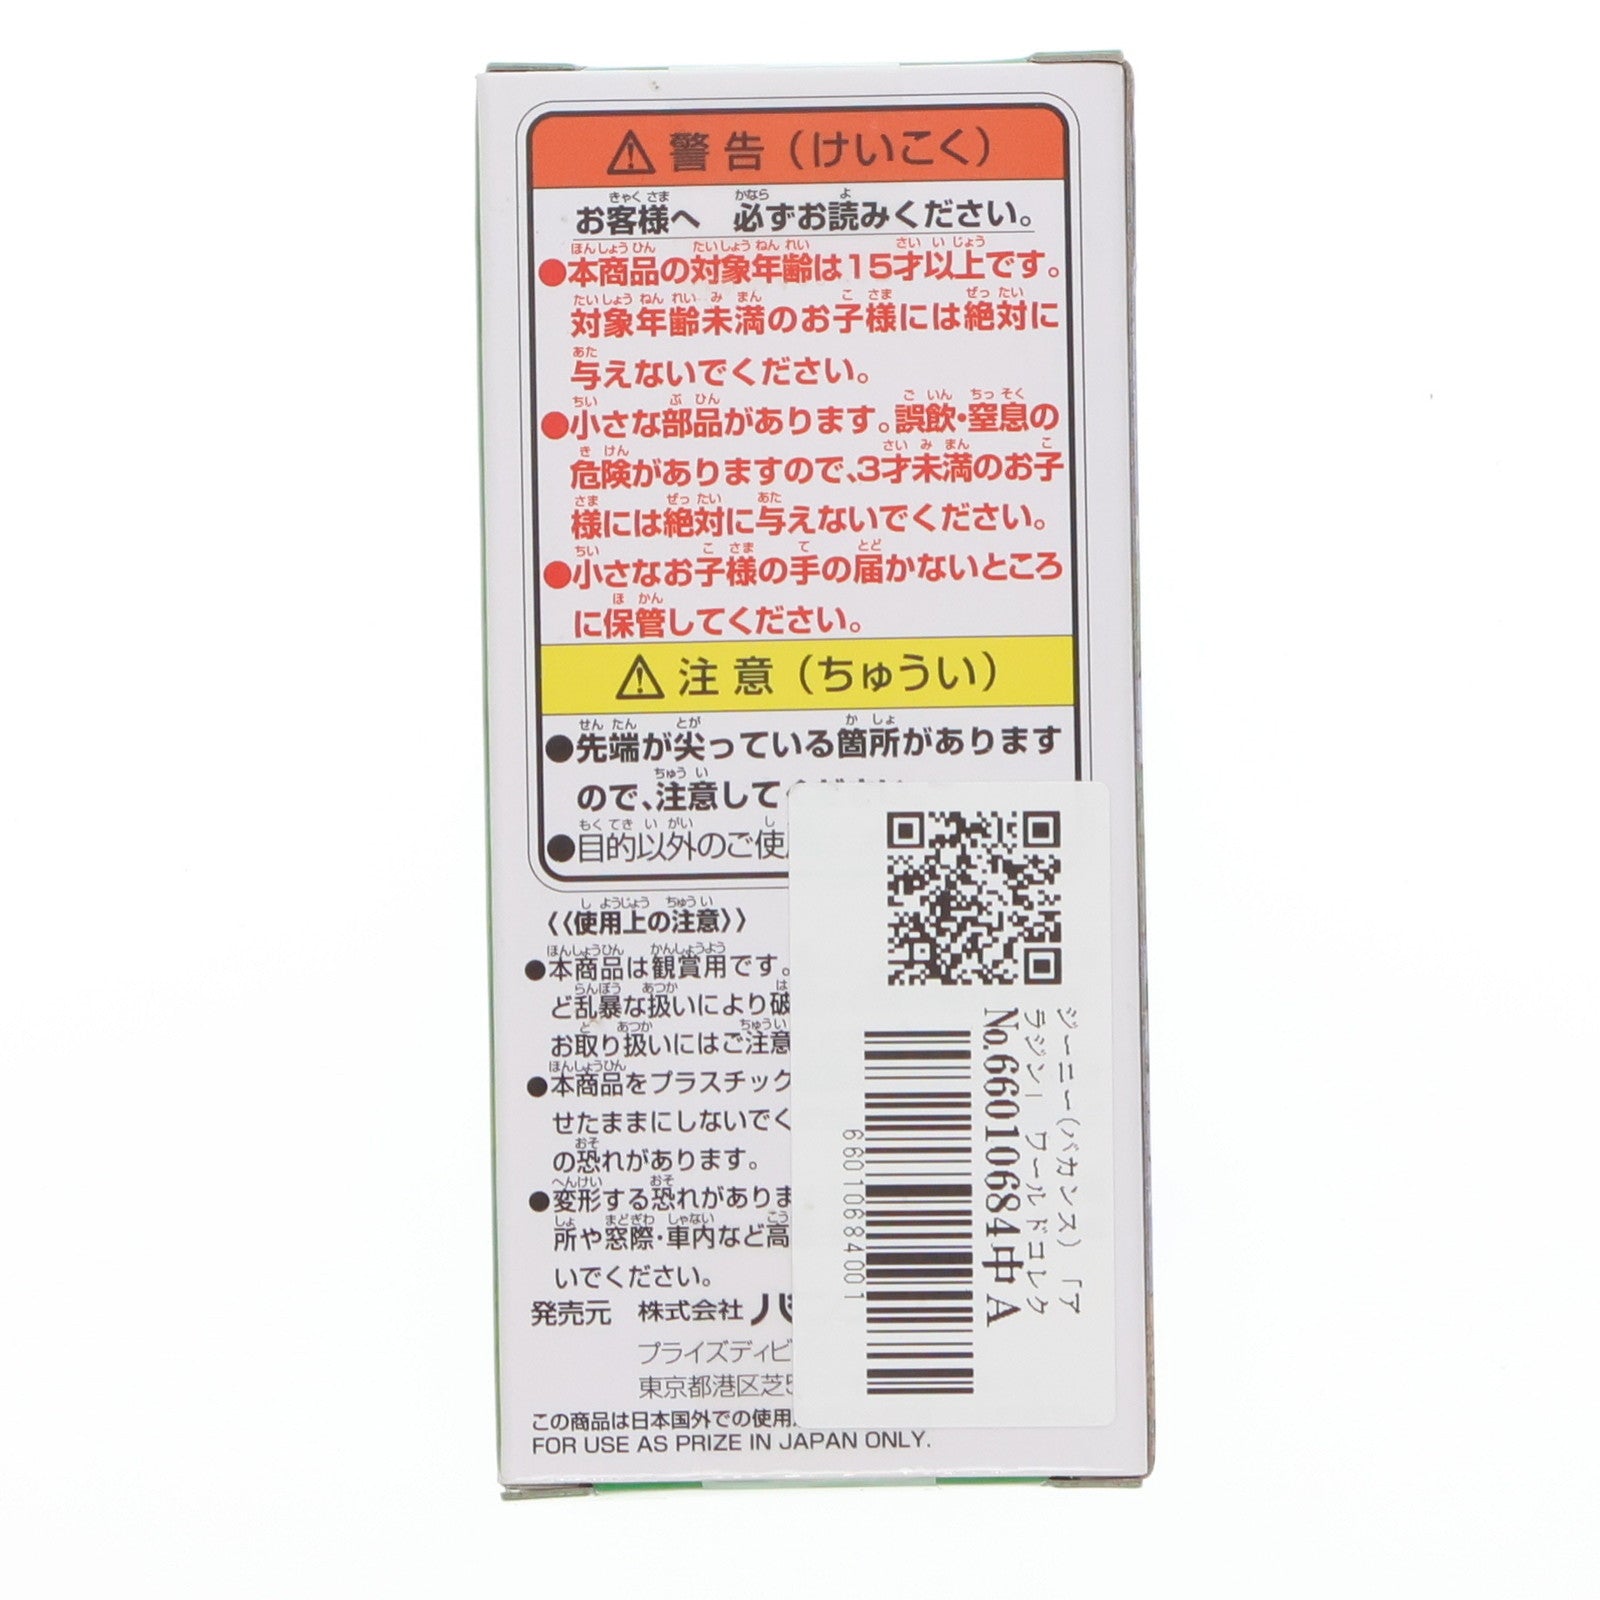 警告（けいこく）
お客様へ 必ずお読みください。
●本商品の対象年齢は15才以上です。
対象年齢未満のお子様には絶対に
与えないでください。
●小さな部品があります。誤飲・窒息の
危険がありますので、3才未満のお子
様には絶対に与えないでください。
●小さなお子様の手の届かないところ
に保管してください。
注意（ちゅうい）
●先端が尖っている箇所があります
ので、注意して
●目的以外のご使
《使用上の注意》
●本商品は観賞用です。
ど乱暴な扱いにより破
お取り扱いにはご注意
●本商品をプラスチック
せたままにしないでく
の恐れがあります。
●変形する恐れがありま
所や窓際・車内など高
いでください。
発売元 株式会社
プライズディビ
東京都港区芝5
この商品は日本国外での使用
FOR USE AS PRIZE IN JAPAN ONLY.
ジーニー(バカンス) 「ア
ラジン」 ワールドコレク
No.66010684中 A
6601068400 1